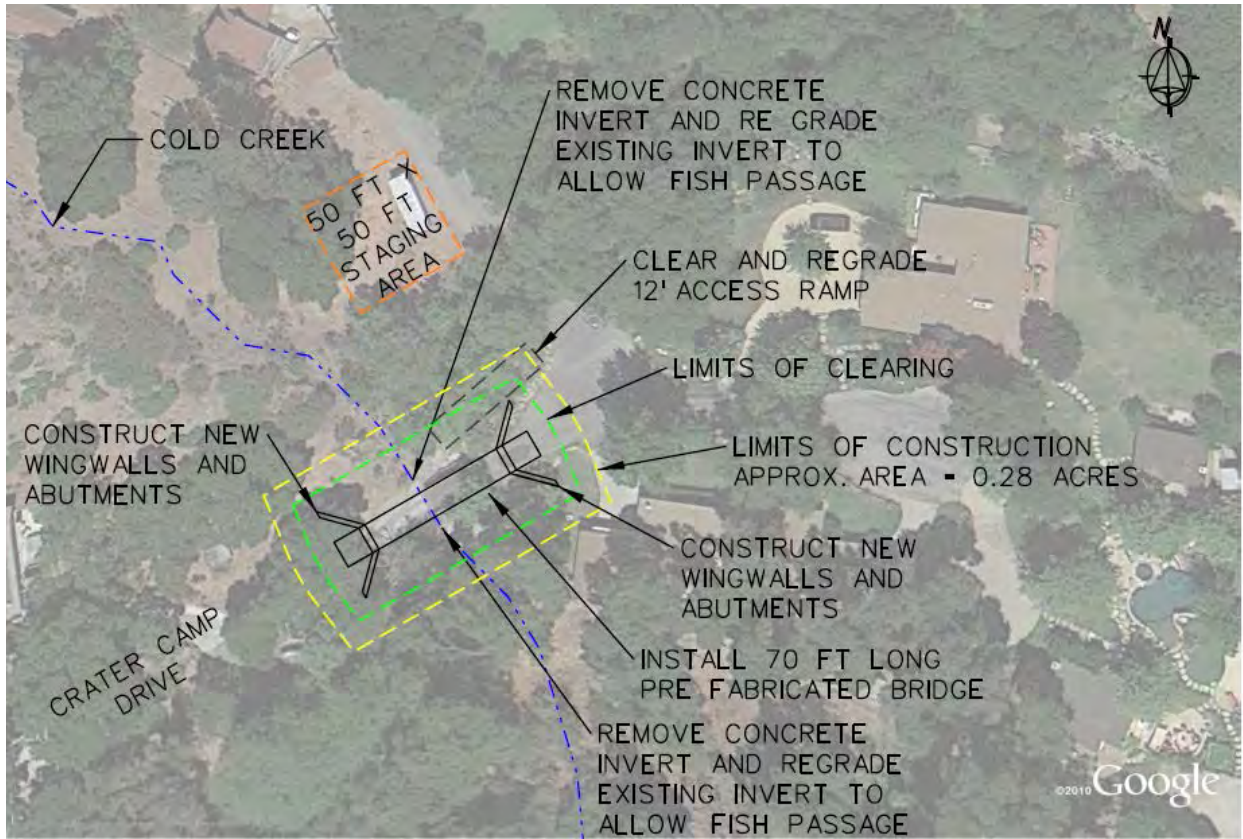 N
REMOVE CONCRETE
INVERT AND RE GRADE
EXISTING INVERT TO
ALLOW FISH PASSAGE
COLD CREEK
50 FT X
50 FT
STAGING
AREA
CLEAR AND REGRADE
12' ACCESS RAMP
LIMITS OF CLEARING
CONSTRUCT NEW
WINGWALLS AND
ABUTMENTS
LIMITS OF CONSTRUCTION
APPROX. AREA = 0.28 ACRES
CONSTRUCT NEW
WINGWALLS AND
ABUTMENTS
CRATER CAMP
DRIVE
INSTALL 70 FT LONG
PRE FABRICATED BRIDGE
REMOVE CONCRETE
INVERT AND REGRADE
EXISTING INVERT TO
ALLOW FISH PASSAGE
©2010 Google